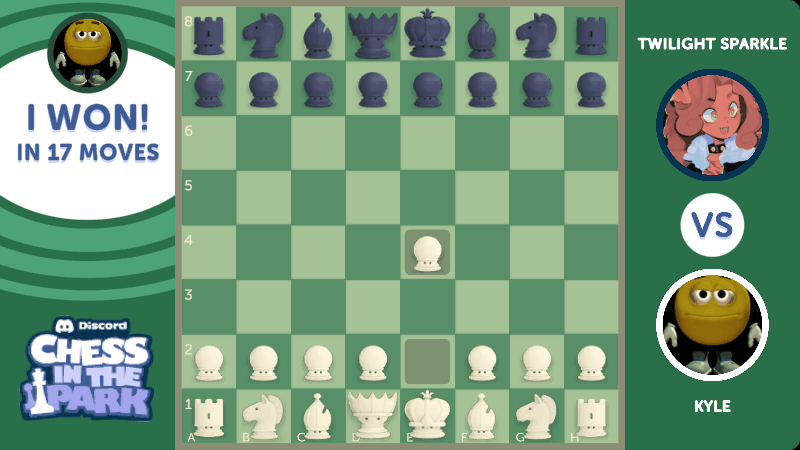 I WON!
IN 17 MOVES
Discord
CHESS
IN THE
PARK
8
7
6
5
4
3
2
1
A B C D E F G H
TWILIGHT SPARKLE
VS
KYLE